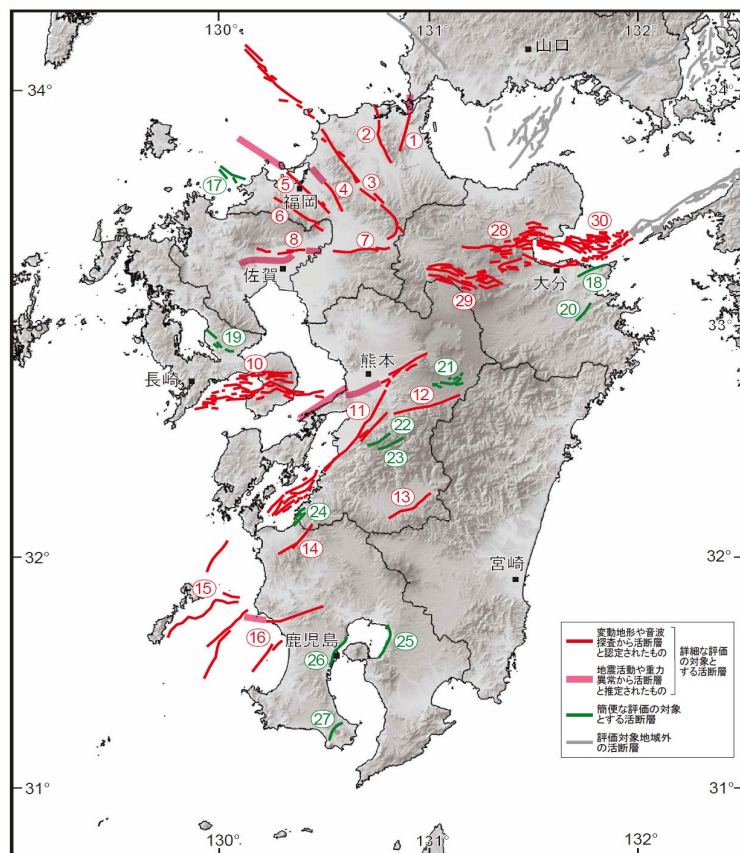 130°
131°
132°
山口
34°
34°
②
①
③
⑰
⑤
④
福岡
⑥
㉘
㉚
⑧
⑦
佐賀
大分
⑱
㉙
⑳
33°
33°
⑲
熊本
⑩
㉑
長崎
⑫
⑪
㉒
㉓
⑬
㉔
⑭
32°
宮崎
32°
⑮
⑯
鹿児島
㉕
㉖
変動地形や音波
探査から活断層
と認定されたもの
詳細な評価
の対象と
する活断層
地震活動や重力
異常から活断層
と推定されたもの
㉗
簡便な評価の対象
とする活断層
評価対象地域外
の活断層
31°
31°
130°
131°
132°